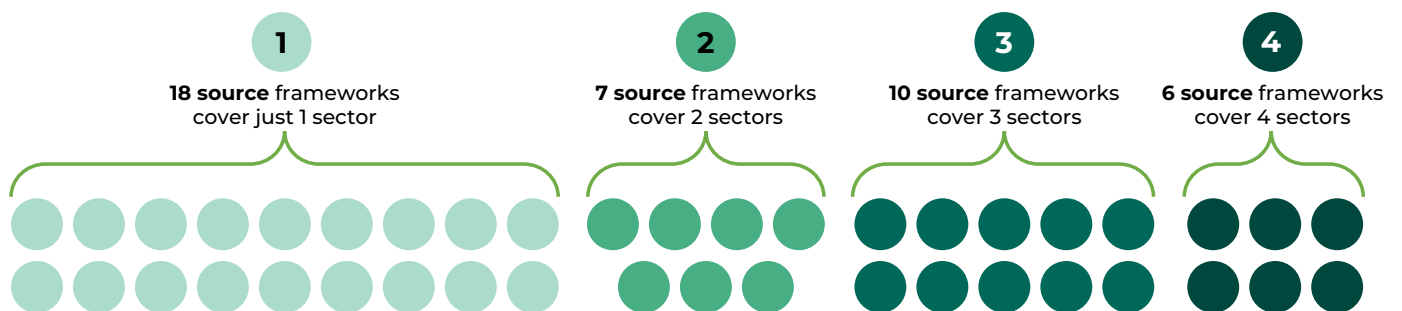 1
18 source frameworks
cover just 1 sector
2
7 source frameworks
cover 2 sectors
3
10 source frameworks
cover 3 sectors
4
6 source frameworks
cover 4 sectors